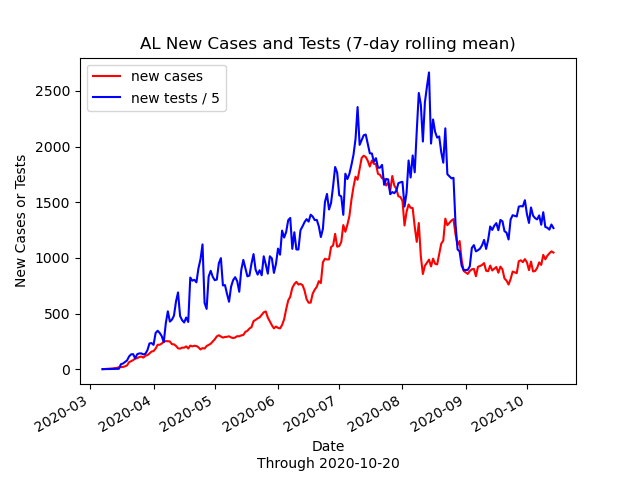 AL New Cases and Tests (7-day rolling mean)
new cases
new tests / 5
New Cases or Tests
2500
2000
1500
1000
500
0
2020-03
2020-04
2020-05
2020-06
2020-07
2020-08
2020-09
2020-10
Date
Through 2020-10-20